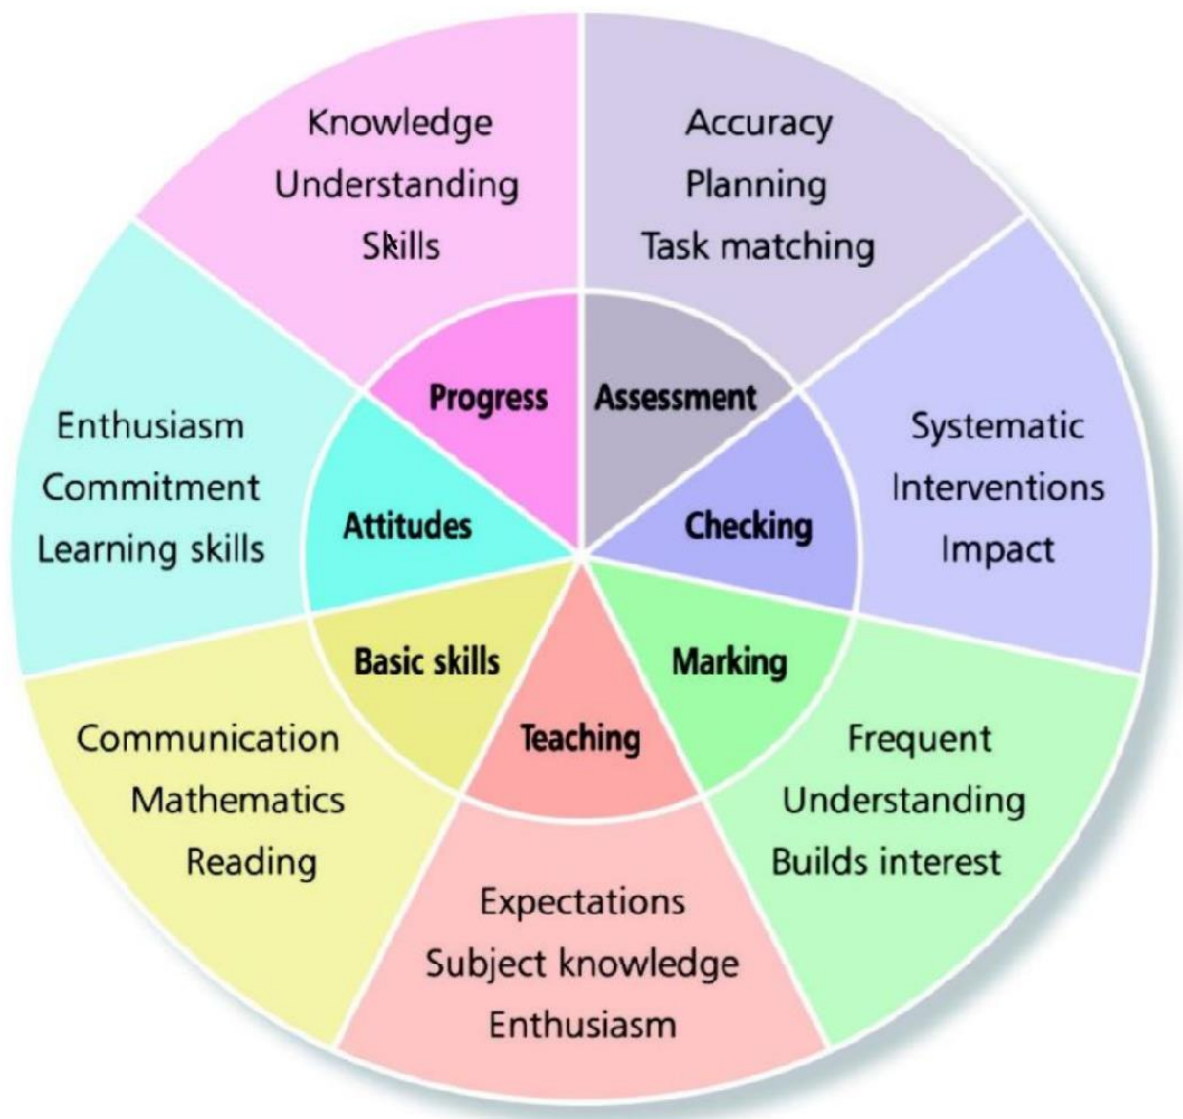 Knowledge
Understanding
Skills
Accuracy
Planning
Task matching
Progress
Assessment
Enthusiasm
Commitment
Learning skills
Attitudes
Checking
Systematic
Interventions
Impact
Basic skills
Marking
Communication
Mathematics
Reading
Teaching
Frequent
Understanding
Builds interest
Expectations
Subject knowledge
Enthusiasm